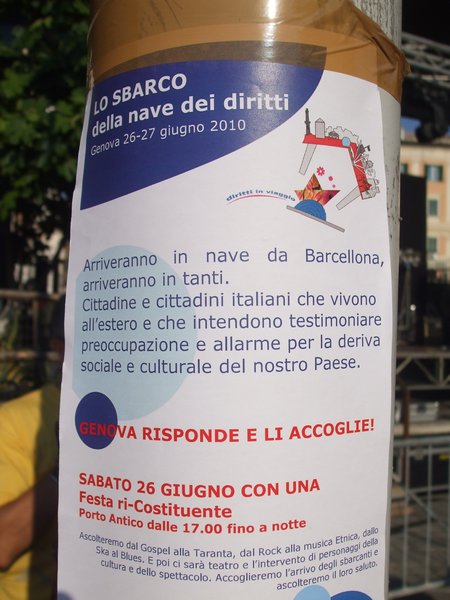 LO SBARCO
della nave dei diritti
Genova 26-27 giugno 2010
diritti in viaggio
Arriveranno in nave da Barcellona,
arriveranno in tanti.
Cittadine e cittadini italiani che vivono
all'estero e che intendono testimoniare
preoccupazione e allarme per la deriva
sociale e culturale del nostro Paese.
GENOVA RISPONDE E LI ACCOGLIE!
SABATO 26 GIUGNO CON UNA
Festa ri-Costituente
Porto Antico dalle 17.00 fino a notte
Ascolteremo dal Gospel alla Taranta, dal Rock alla musica Etnica, dallo
Ska al Blues. E poi ci sarà teatro e l'intervento di personaggi della
cultura e dello spettacolo. Accoglieremo l'arrivo degli sbarcanti e
ascolteremo il loro saluto.